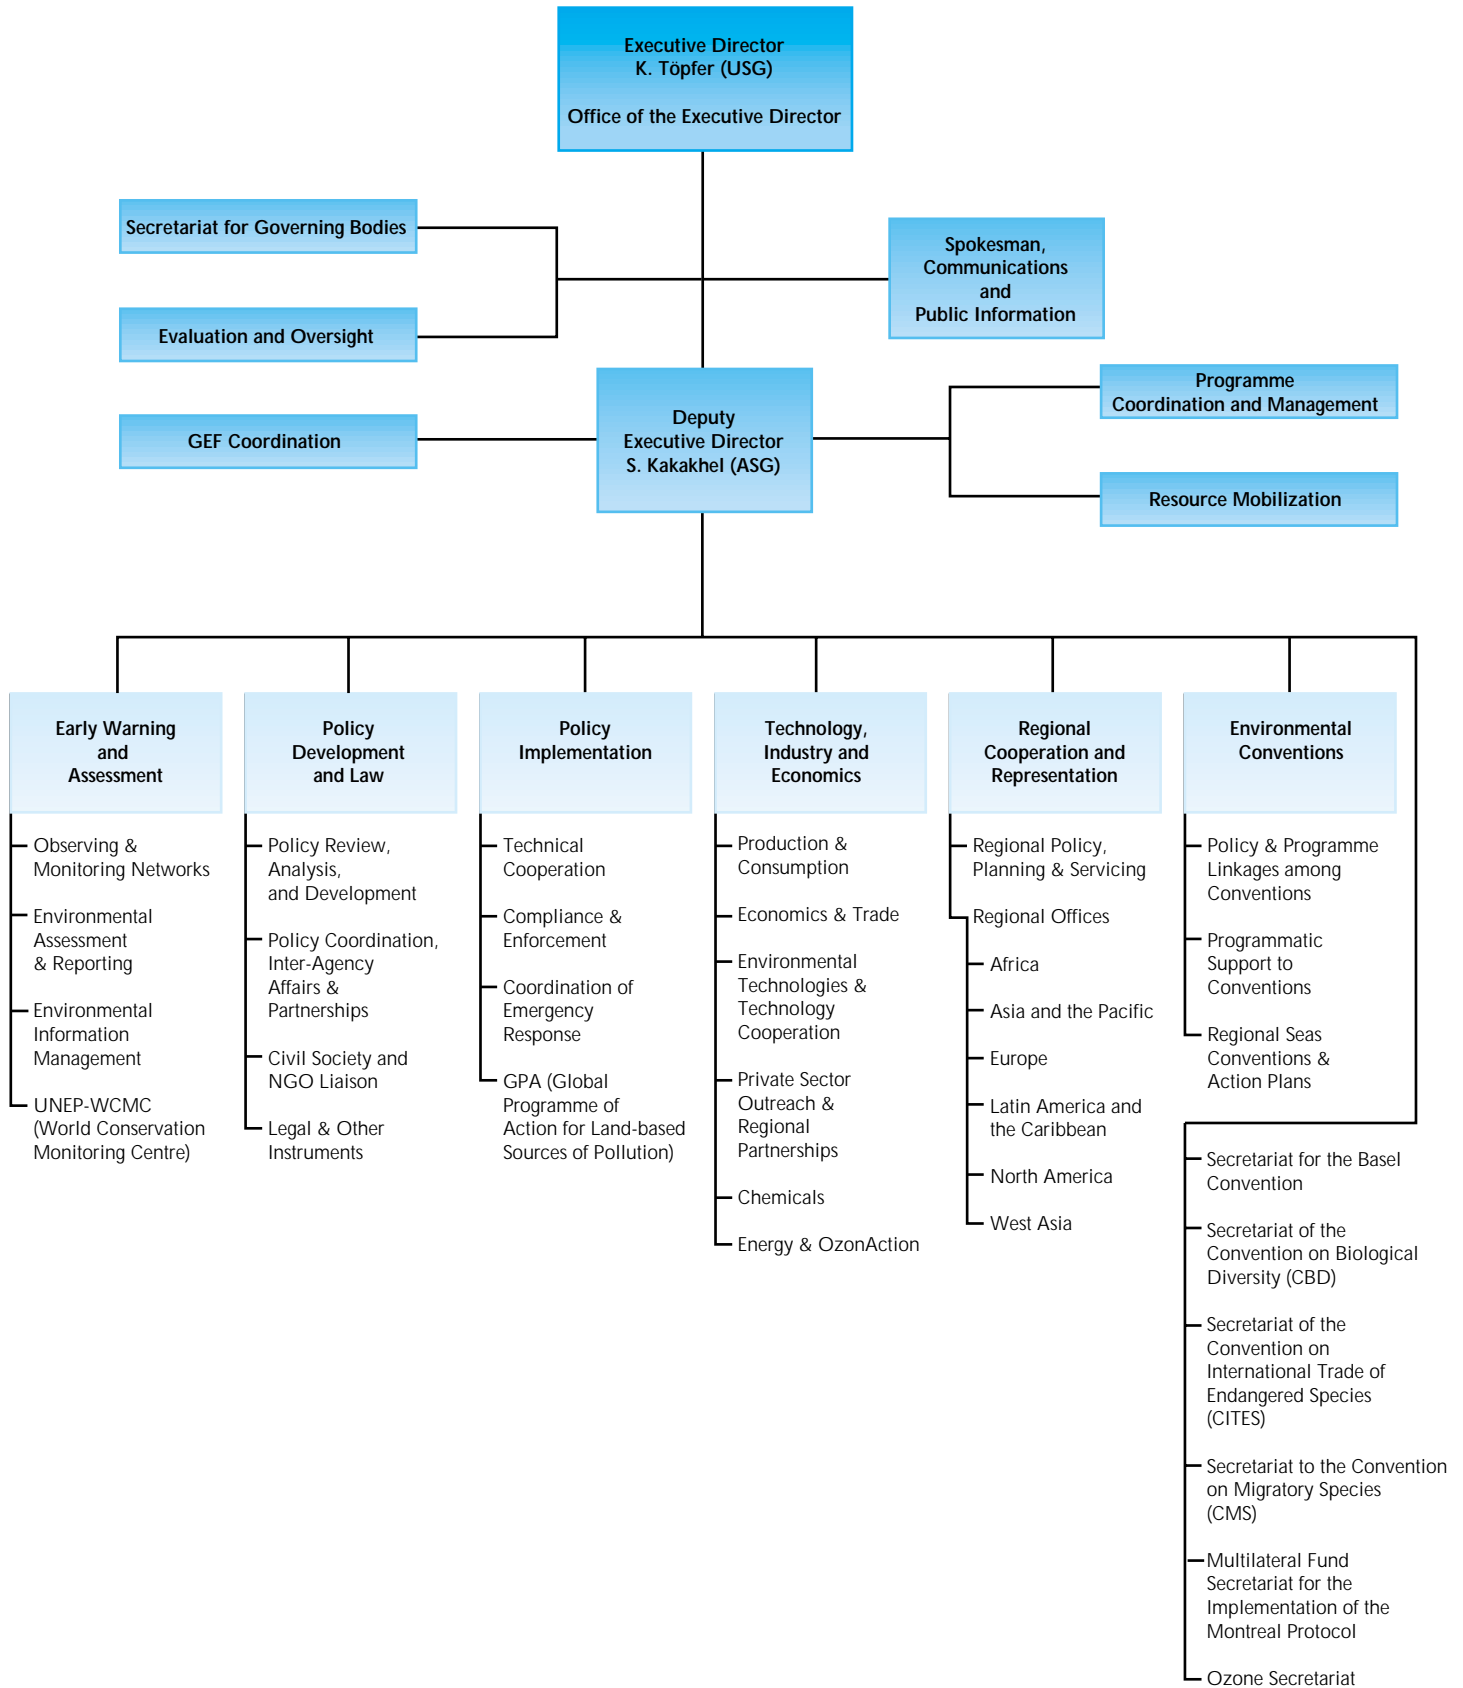 Executive Director
K. Töpfer (USG)
Office of the Executive Director
Secretariat for Governing Bodies
Evaluation and Oversight
Spokesman,
Communications
and
Public Information
GEF Coordination
Deputy
Executive Director
S. Kakakhel (ASG)
Programme
Coordination and Management
Resource Mobilization
Early Warning
and
Assessment
Observing &
Monitoring Networks
Environmental
Assessment
& Reporting
Environmental
Information
Management
UNEP-WCMC
(World Conservation
Monitoring Centre)
Policy
Development
and Law
Policy Review,
Analysis,
and Development
Policy Coordination,
Inter-Agency
Affairs &
Partnerships
Civil Society and
NGO Liaison
Legal & Other
Instruments
Policy
Implementation
Technical
Cooperation
Compliance &
Enforcement
Coordination of
Emergency
Response
GPA (Global
Programme of
Action for Land-based
Sources of Pollution)
Technology,
Industry and
Economics
Production &
Consumption
Economics & Trade
Environmental
Technologies &
Technology
Cooperation
Private Sector
Outreach &
Regional
Partnerships
Chemicals
Energy & OzonAction
Regional
Cooperation and
Representation
Regional Policy,
Planning & Servicing
Regional Offices
Africa
Asia and the Pacific
Europe
Latin America and
the Caribbean
North America
West Asia
Environmental
Conventions
Policy & Programme
Linkages among
Conventions
Programmatic
Support to
Conventions
Regional Seas
Conventions &
Action Plans
Secretariat for the Basel
Convention
Secretariat of the
Convention on Biological
Diversity (CBD)
Secretariat of the
Convention on
International Trade of
Endangered Species
(CITES)
Secretariat to the Convention
on Migratory Species
(CMS)
Multilateral Fund
Secretariat for the
Implementation of the
Montreal Protocol
Ozone Secretariat